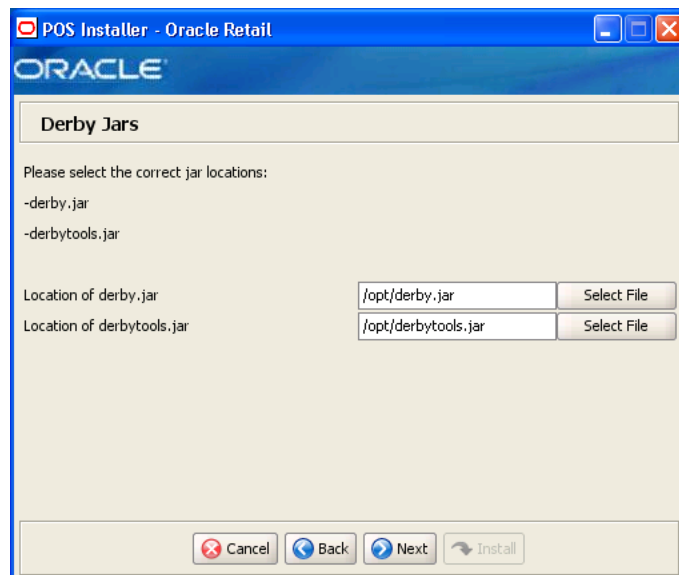 POS Installer - Oracle Retail
ORACLE
Derby Jars
Please select the correct jar locations:
-derby.jar
-derbytools.jar
Location of derby.jar /opt/derby.jar Select File
Location of derbytools.jar /opt/derbytools.jar Select File
Cancel Back Next Install